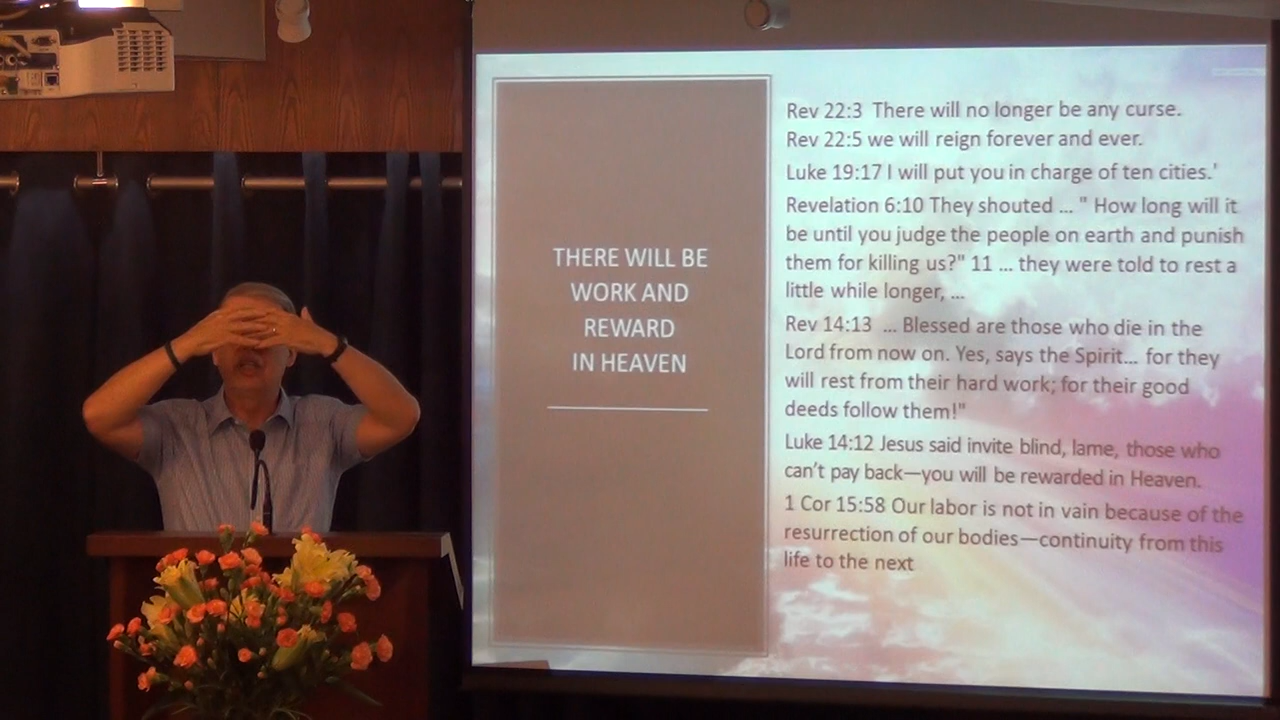 THERE WILL BE
WORK AND
REWARD
IN HEAVEN
Rev 22:3  There will no longer be any curse.
Rev 22:5 we will reign forever and ever.
Luke 19:17 I will put you in charge of ten cities.'
Revelation 6:10 They shouted ... " How long will it
be until you judge the people on earth and punish
them for killing us?" 11 ... they were told to rest a
little while longer, ...
Rev 14:13  ... Blessed are those who die in the
Lord from now on. Yes, says the Spirit... for they
will rest from their hard work; for their good
deeds follow them!"
Luke 14:12 Jesus said invite blind, lame, those who
can't pay back—you will be rewarded in Heaven.
1 Cor 15:58 Our labor is not in vain because of the
resurrection of our bodies—continuity from this
life to the next